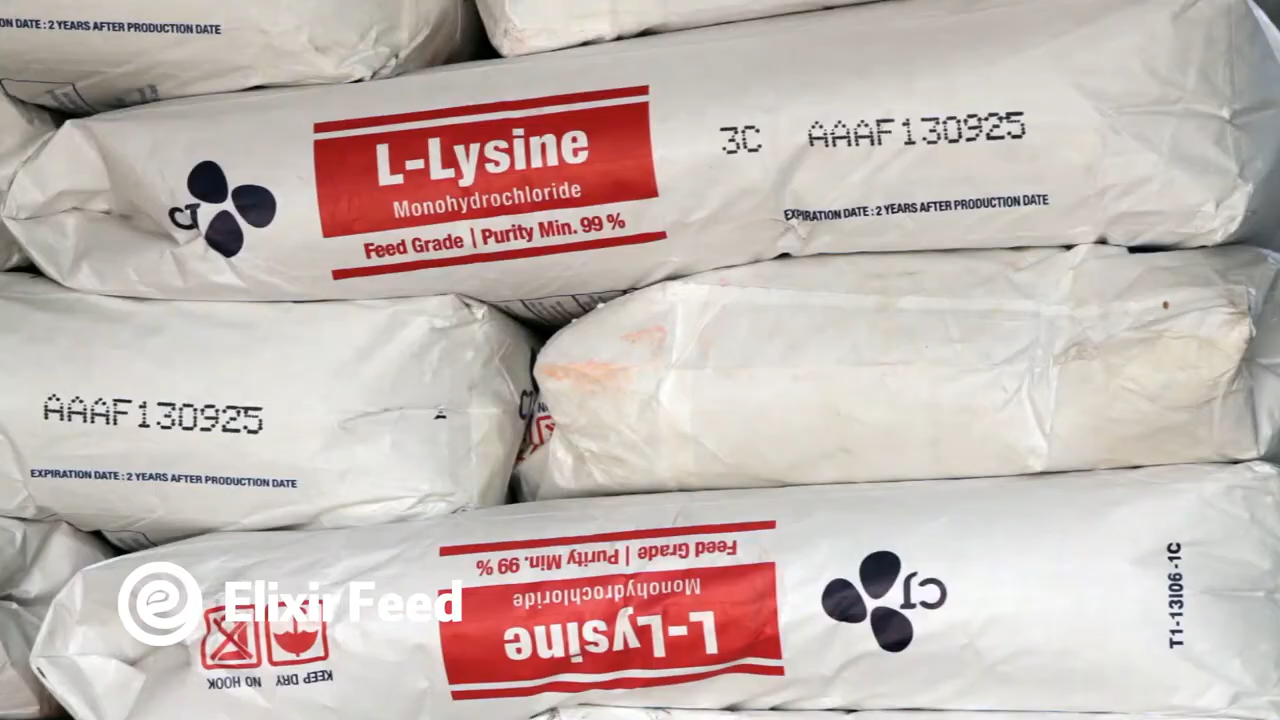 ON DATE : 2 YEARS AFTER PRODUCTION DATE
CJ
L-Lysine
Monohydrochloride
Feed Grade | Purity Min. 99 %
3C AAAF130925
EXPIRATION DATE : 2 YEARS AFTER PRODUCTION DATE
AAAF130925
EXPIRATION DATE : 2 YEARS AFTER PRODUCTION DATE
Feed Grade | Purity Min. 99 %
Monohydrochloride
L-Lysine
CJ
T1-13I06 -1C
Elixir Feed
KEEP DRY NO HOOK